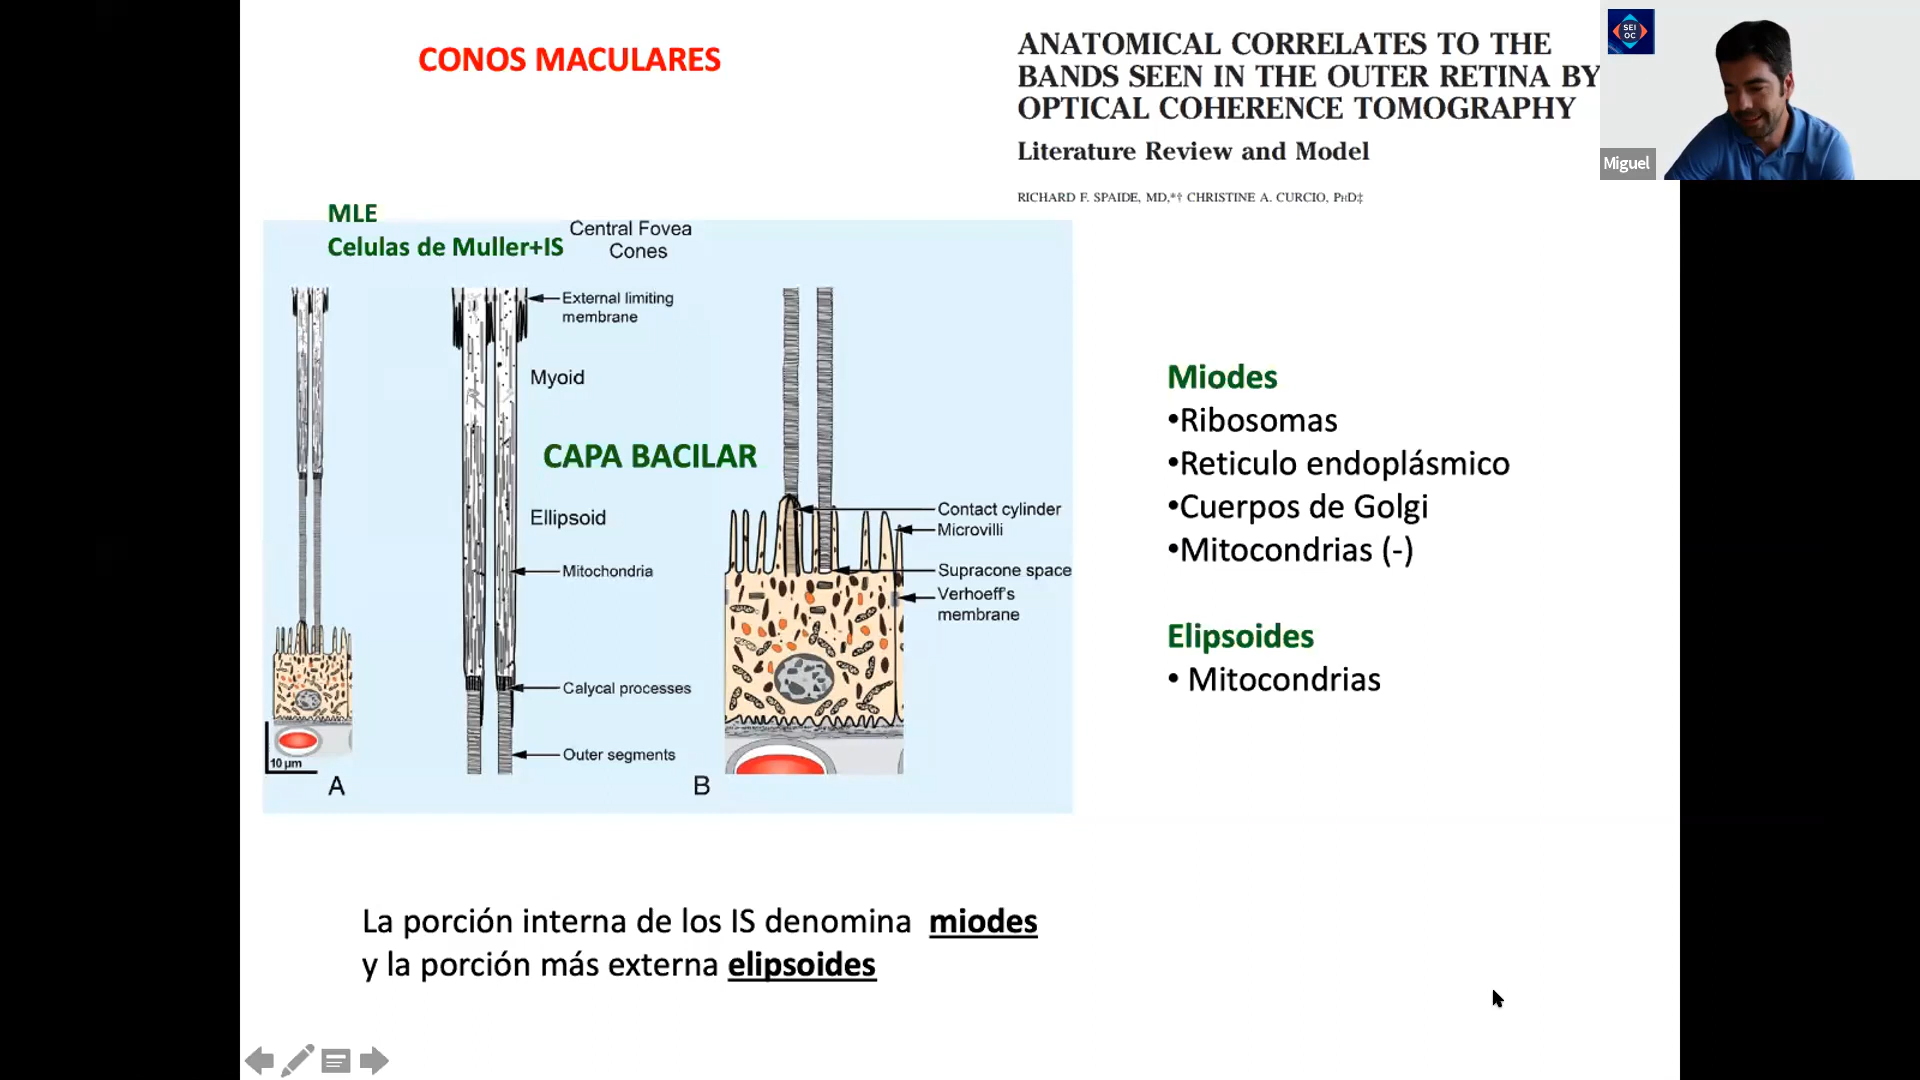 CONOS MACULARES
ANATOMICAL CORRELATES TO THE
BANDS SEEN IN THE OUTER RETINA BY
OPTICAL COHERENCE TOMOGRAPHY
Literature Review and Model
RICHARD F. SPAIDE, MD,*† CHRISTINE A. CURCIO, PHD‡
SEI
OC
Miguel
MLE
Celulas de Muller+IS
Central Fovea
Cones
External limiting
membrane
Myoid
CAPA BACILAR
Ellipsoid
Mitochondria
Calycal processes
Outer segments
Contact cylinder
Microvilli
Supracone space
Verhoeff's
membrane
10 µm
A
B
Miodes
•Ribosomas
•Reticulo endoplásmico
•Cuerpos de Golgi
•Mitocondrias (-)
Elipsoides
• Mitocondrias
La porción interna de los IS denomina miodes
y la porción más externa elipsoides